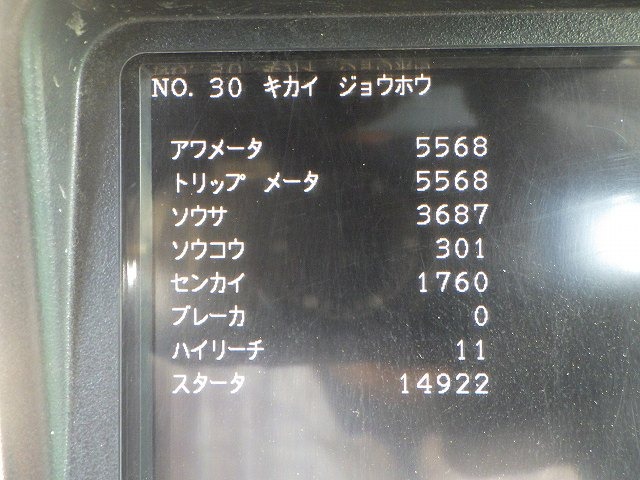 NO. 30 キカイ ジョウホウ
アワメータ 5568
トリップ メータ 5568
ソウサ 3687
ソウコウ 301
センカイ 1760
ブレーカ 0
ハイリーチ 11
スタータ 14922